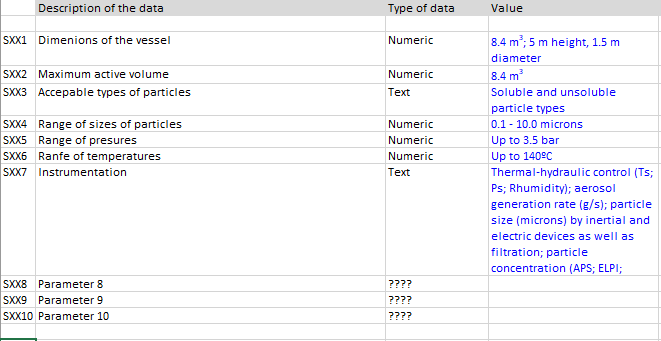 Description of the data Type of data Value
SXX1 Dimenions of the vessel Numeric 8.4 m³; 5 m height, 1.5 m
diameter
SXX2 Maximum active volume Numeric 8.4 m³
SXX3 Accepable types of particles Text Soluble and unsoluble
particle types
SXX4 Range of sizes of particles Numeric 0.1 - 10.0 microns
SXX5 Range of presures Numeric Up to 3.5 bar
SXX6 Ranfe of temperatures Numeric Up to 140ºC
SXX7 Instrumentation Text Thermal-hydraulic control (Ts;
Ps; Rhumidity); aerosol
generation rate (g/s); particle
size (microns) by inertial and
electric devices as well as
filtration; particle
concentration (APS; ELPI;
SXX8 Parameter 8 ????
SXX9 Parameter 9 ????
SXX10 Parameter 10 ????